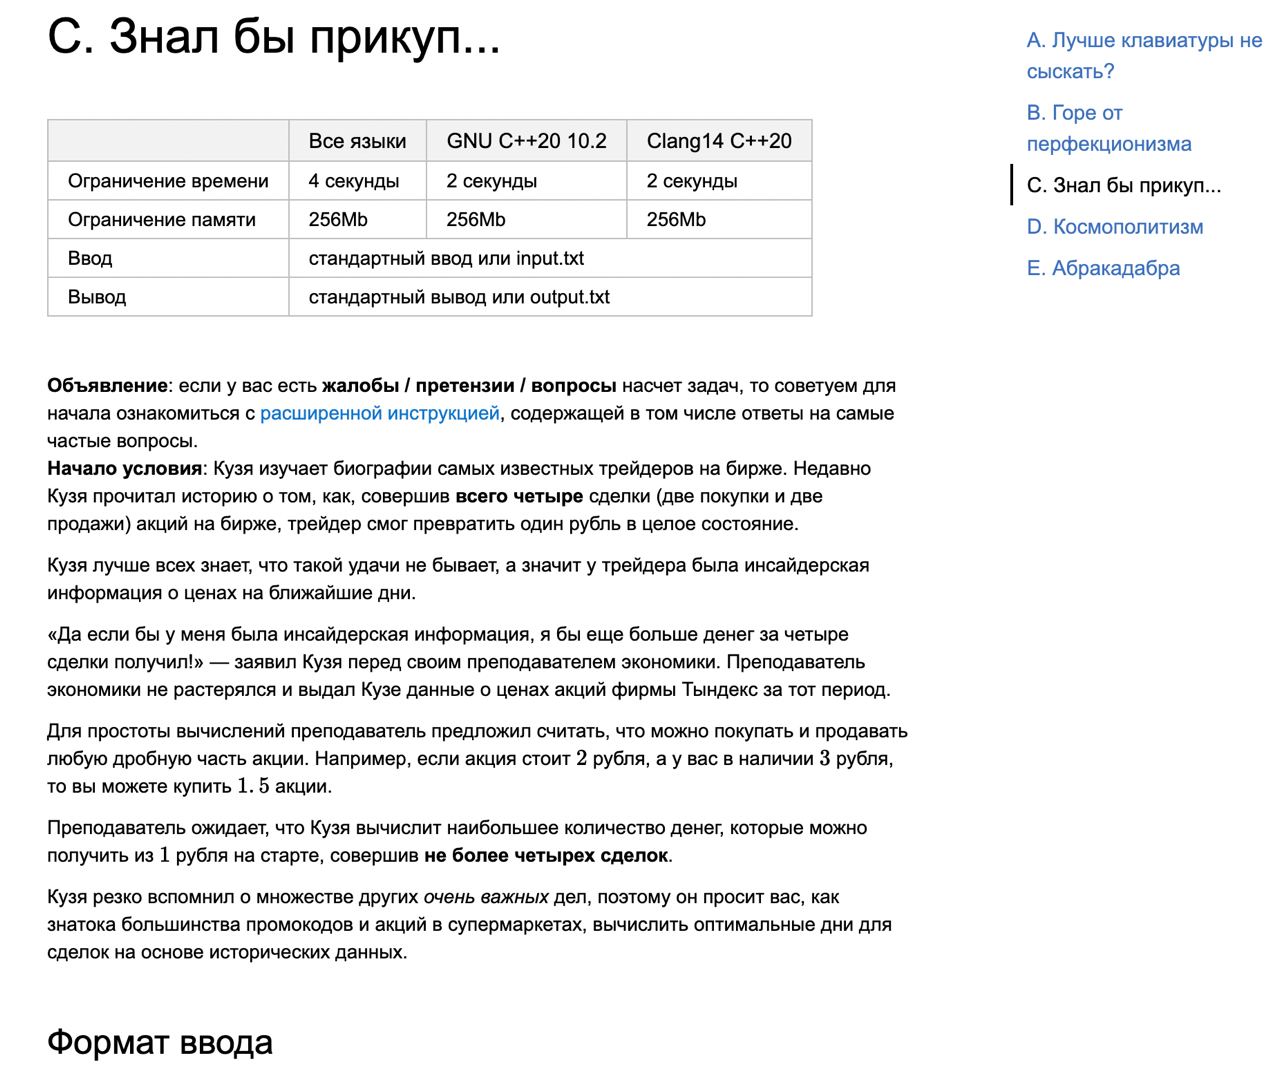 C. Знал бы прикуп...
Все языки GNU C++20 10.2 Clang14 C++20
Ограничение времени 4 секунды 2 секунды 2 секунды
Ограничение памяти 256Mb 256Mb 256Mb
Ввод стандартный ввод или input.txt
Вывод стандартный вывод или output.txt
Объявление: если у вас есть жалобы / претензии / вопросы насчет задач, то советуем для
начала ознакомиться с расширенной инструкцией, содержащей в том числе ответы на самые
частые вопросы.
Начало условия: Кузя изучает биографии самых известных трейдеров на бирже. Недавно
Кузя прочитал историю о том, как, совершив всего четыре сделки (две покупки и две
продажи) акций на бирже, трейдер смог превратить один рубль в целое состояние.
Кузя лучше всех знает, что такой удачи не бывает, а значит у трейдера была инсайдерская
информация о ценах на ближайшие дни.
«Да если бы у меня была инсайдерская информация, я бы еще больше денег за четыре
сделки получил!» — заявил Кузя перед своим преподавателем экономики. Преподаватель
экономики не растерялся и выдал Кузе данные о ценах акций фирмы Тындекс за тот период.
Для простоты вычислений преподаватель предложил считать, что можно покупать и продавать
любую дробную часть акции. Например, если акция стоит 2 рубля, а у вас в наличии 3 рубля,
то вы можете купить 1.5 акции.
Преподаватель ожидает, что Кузя вычислит наибольшее количество денег, которые можно
получить из 1 рубля на старте, совершив не более четырех сделок.
Кузя резко вспомнил о множестве других очень важных дел, поэтому он просит вас, как
знатока большинства промокодов и акций в супермаркетах, вычислить оптимальные дни для
сделок на основе исторических данных.
Формат ввода
A. Лучше клавиатуры не
сыскать?
B. Горе от
перфекционизма
C. Знал бы прикуп...
D. Космополитизм
E. Абракадабра